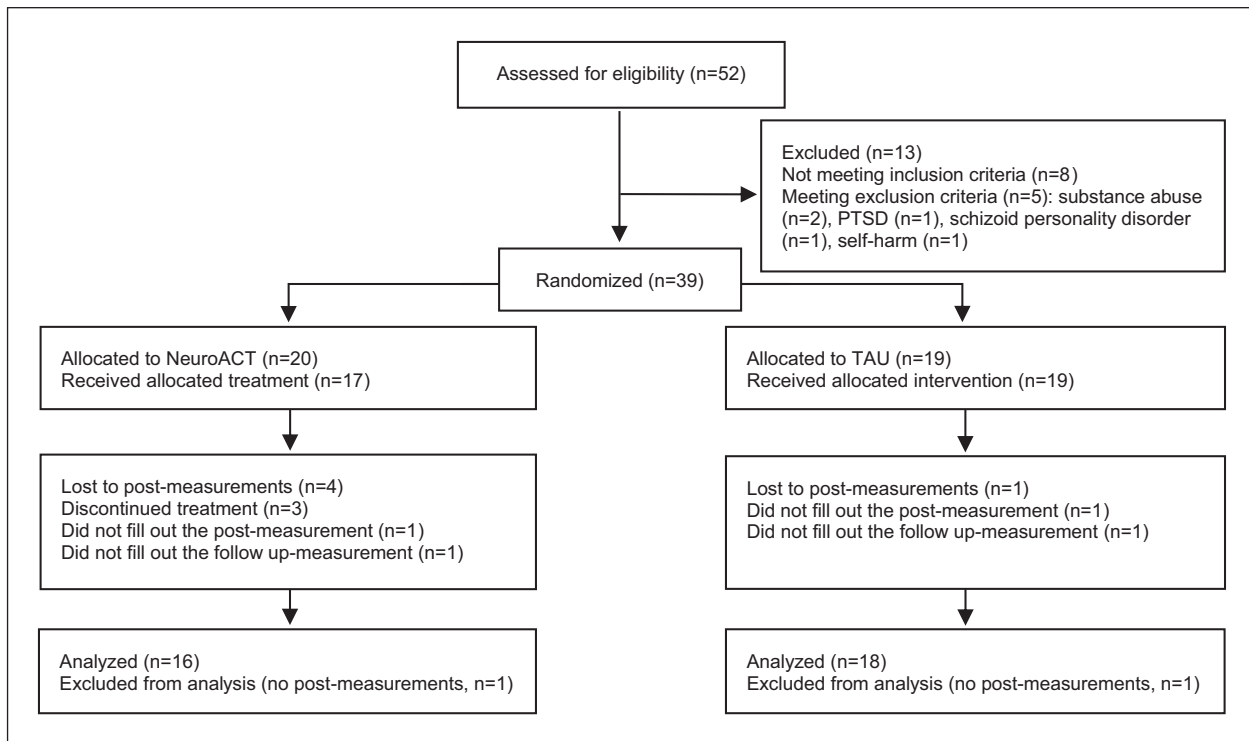 Assessed for eligibility (n=52)
Excluded (n=13)
Not meeting inclusion criteria (n=8)
Meeting exclusion criteria (n=5): substance abuse
(n=2), PTSD (n=1), schizoid personality disorder
(n=1), self-harm (n=1)
Randomized (n=39)
Allocated to NeuroACT (n=20)
Received allocated treatment (n=17)
Allocated to TAU (n=19)
Received allocated intervention (n=19)
Lost to post-measurements (n=4)
Discontinued treatment (n=3)
Did not fill out the post-measurement (n=1)
Did not fill out the follow up-measurement (n=1)
Lost to post-measurements (n=1)
Did not fill out the post-measurement (n=1)
Did not fill out the follow up-measurement (n=1)
Analyzed (n=16)
Excluded from analysis (no post-measurements, n=1)
Analyzed (n=18)
Excluded from analysis (no post-measurements, n=1)